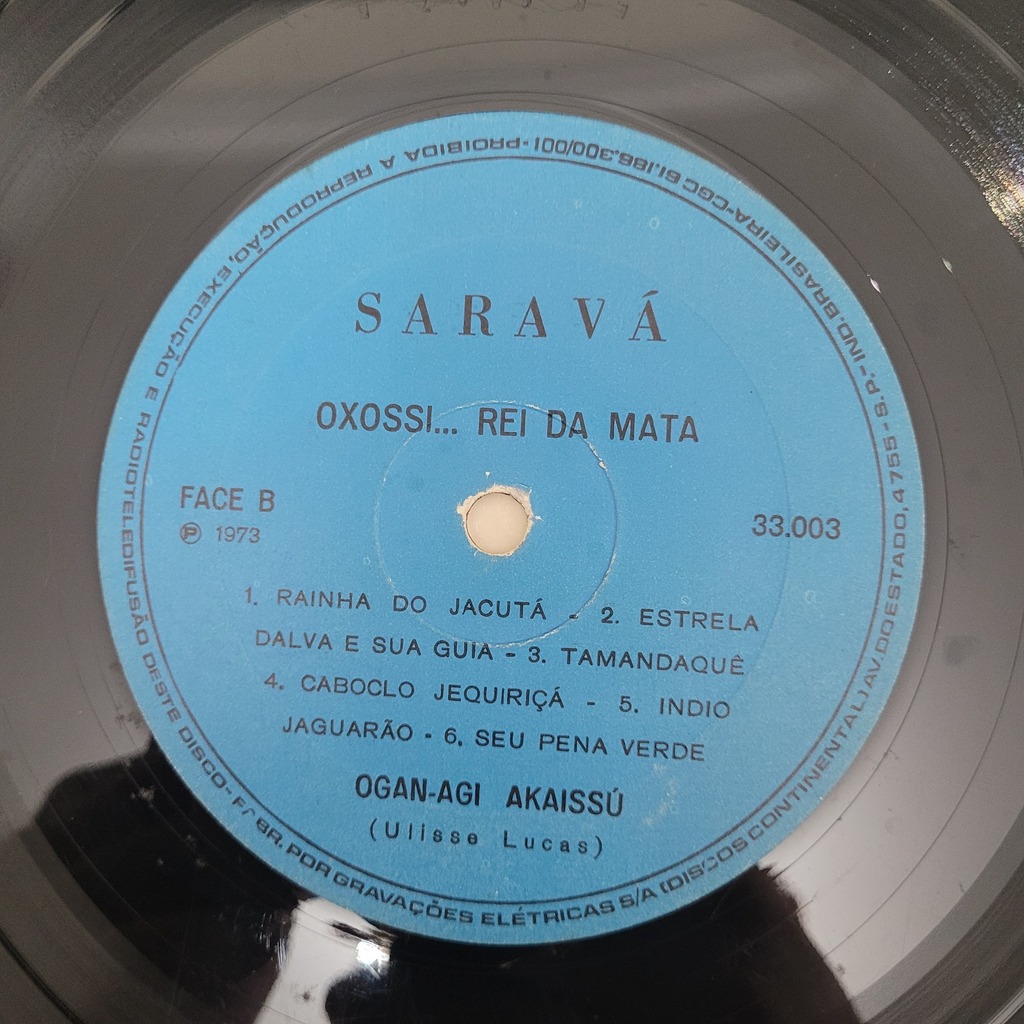 SARAVÁ
OXOSSI... REI DA MATA
FACE B
Ⓟ 1973
33.003
1. RAINHA DO JACUTÁ - 2. ESTRELA
DALVA E SUA GUIA - 3. TAMANDAQUÊ
4. CABOCLO JEQUIRIÇÁ - 5. INDIO
JAGUARÃO - 6. SEU PENA VERDE
OGAN-AGI AKAISSÚ
(Ulisse Lucas)
BR. POR GRAVAÇÕES ELÉTRICAS S/A (DISCOS CONTINENTAL) AV. DO ESTADO, 4755 - S.P. - IND. BRASILEIRA - CGC 61.186.300/001 - PROIBIDA A REPRODUÇÃO, EXECUÇÃO E RADIOTELEDIFUSÃO DESTE DISCO -